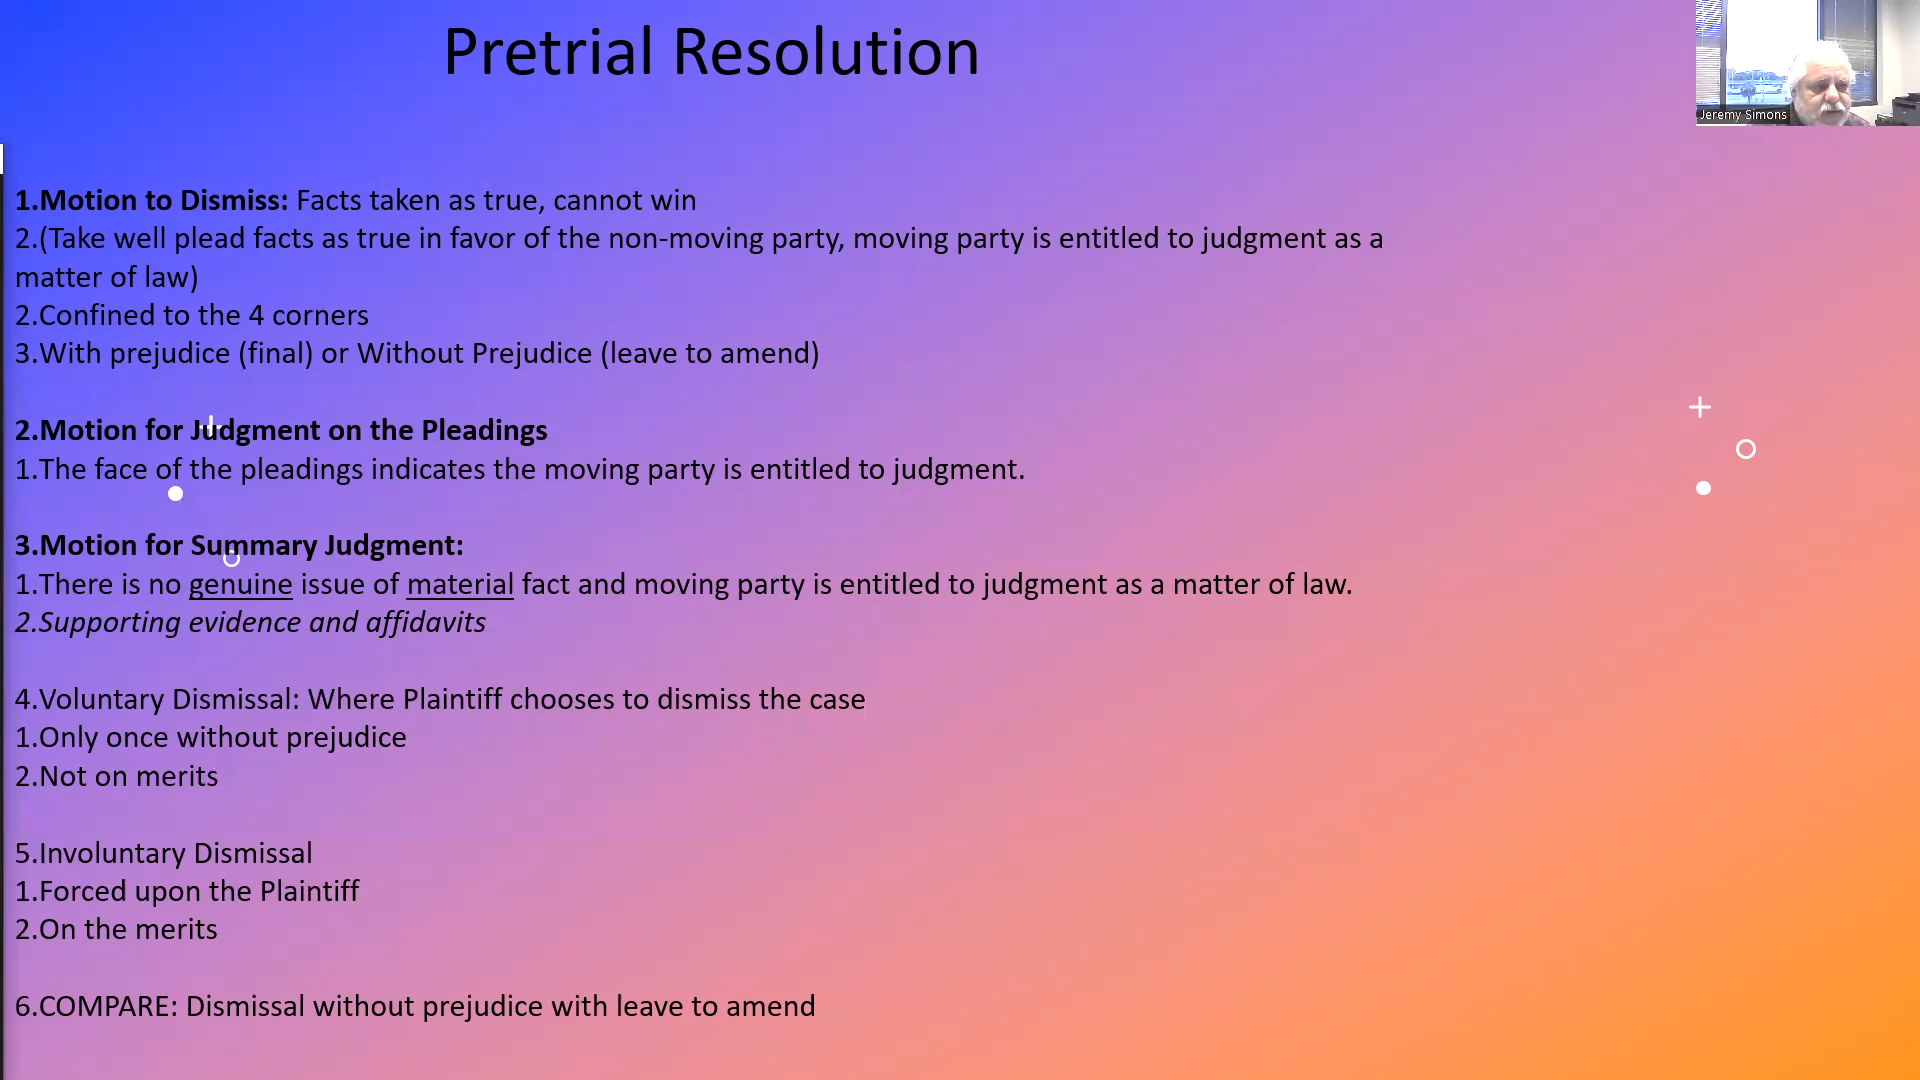 Pretrial Resolution
Jeremy Simons
1.Motion to Dismiss: Facts taken as true, cannot win
2.(Take well plead facts as true in favor of the non-moving party, moving party is entitled to judgment as a
matter of law)
2.Confined to the 4 corners
3.With prejudice (final) or Without Prejudice (leave to amend)
2.Motion for Judgment on the Pleadings
1.The face of the pleadings indicates the moving party is entitled to judgment.
3.Motion for Summary Judgment:
1.There is no genuine issue of material fact and moving party is entitled to judgment as a matter of law.
2.Supporting evidence and affidavits
4.Voluntary Dismissal: Where Plaintiff chooses to dismiss the case
1.Only once without prejudice
2.Not on merits
5.Involuntary Dismissal
1.Forced upon the Plaintiff
2.On the merits
6.COMPARE: Dismissal without prejudice with leave to amend